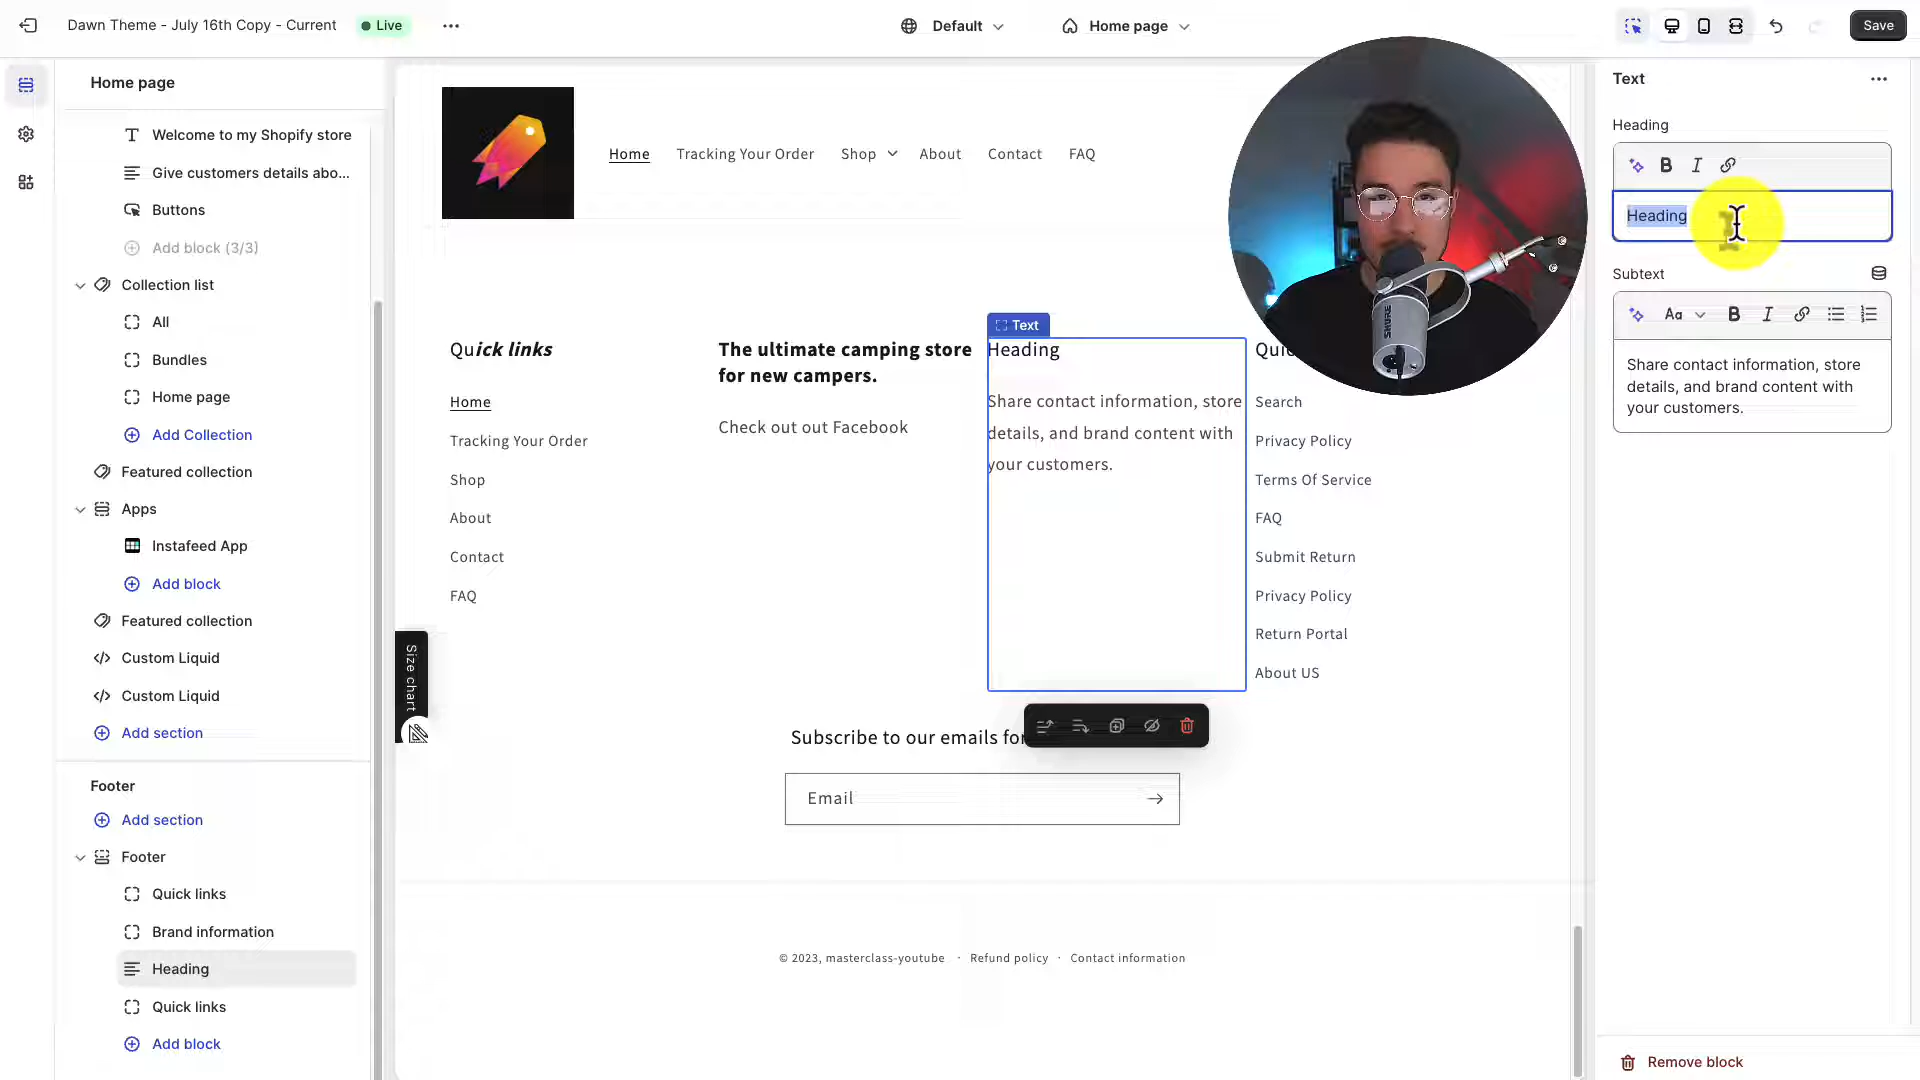 Dawn Theme - July 16th Copy - Current
Live
Default
Home page
Save
Home page
Welcome to my Shopify store
Give customers details abo...
Buttons
Add block (3/3)
Collection list
All
Bundles
Home page
Add Collection
Featured collection
Apps
Instafeed App
Add block
Featured collection
Custom Liquid
Custom Liquid
Add section
Footer
Add section
Footer
Quick links
Brand information
Heading
Quick links
Add block
Home
Tracking Your Order
Shop
About
Contact
FAQ
Quick links
Home
Tracking Your Order
Shop
About
Contact
FAQ
The ultimate camping store
for new campers.
Check out out Facebook
Text
Heading
Share contact information, store
details, and brand content with
your customers.
Search
Privacy Policy
Terms Of Service
FAQ
Submit Return
Privacy Policy
Return Portal
About US
Size chart
SHURE
Subscribe to our emails
Email
© 2023, masterclass-youtube · Refund policy · Contact information
Text
Heading
B I
Heading
Subtext
Aa B I
Share contact information, store
details, and brand content with
your customers.
Remove block